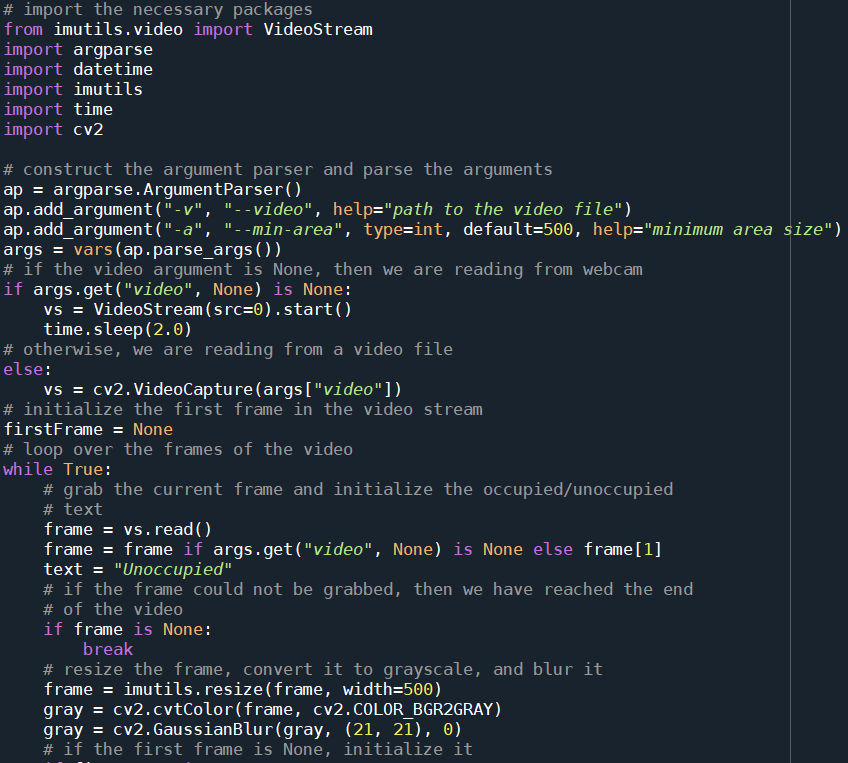 # import the necessary packages
from imutils.video import VideoStream
import argparse
import datetime
import imutils
import time
import cv2

# construct the argument parser and parse the arguments
ap = argparse.ArgumentParser()
ap.add_argument("-v", "--video", help="path to the video file")
ap.add_argument("-a", "--min-area", type=int, default=500, help="minimum area size")
args = vars(ap.parse_args())
# if the video argument is None, then we are reading from webcam
if args.get("video", None) is None:
    vs = VideoStream(src=0).start()
    time.sleep(2.0)
# otherwise, we are reading from a video file
else:
    vs = cv2.VideoCapture(args["video"])
# initialize the first frame in the video stream
firstFrame = None
# loop over the frames of the video
while True:
    # grab the current frame and initialize the occupied/unoccupied
    # text
    frame = vs.read()
    frame = frame if args.get("video", None) is None else frame[1]
    text = "Unoccupied"
    # if the frame could not be grabbed, then we have reached the end
    # of the video
    if frame is None:
        break
    # resize the frame, convert it to grayscale, and blur it
    frame = imutils.resize(frame, width=500)
    gray = cv2.cvtColor(frame, cv2.COLOR_BGR2GRAY)
    gray = cv2.GaussianBlur(gray, (21, 21), 0)
    # if the first frame is None, initialize it